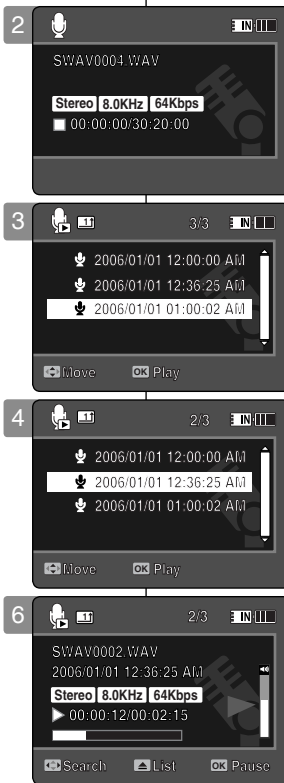 2
IN
SWAV0004.WAV
Stereo 8.0KHz 64Kbps
00:00:00/30:20:00
3
3/3 IN
2006/01/01 12:00:00 AM
2006/01/01 12:36:25 AM
2006/01/01 01:00:02 AM
Move OK Play
4
2/3 IN
2006/01/01 12:00:00 AM
2006/01/01 12:36:25 AM
2006/01/01 01:00:02 AM
Move OK Play
6
2/3 IN
SWAV0002.WAV
2006/01/01 12:36:25 AM
Stereo 8.0KHz 64Kbps
00:00:12/00:02:15
Search List OK Pause